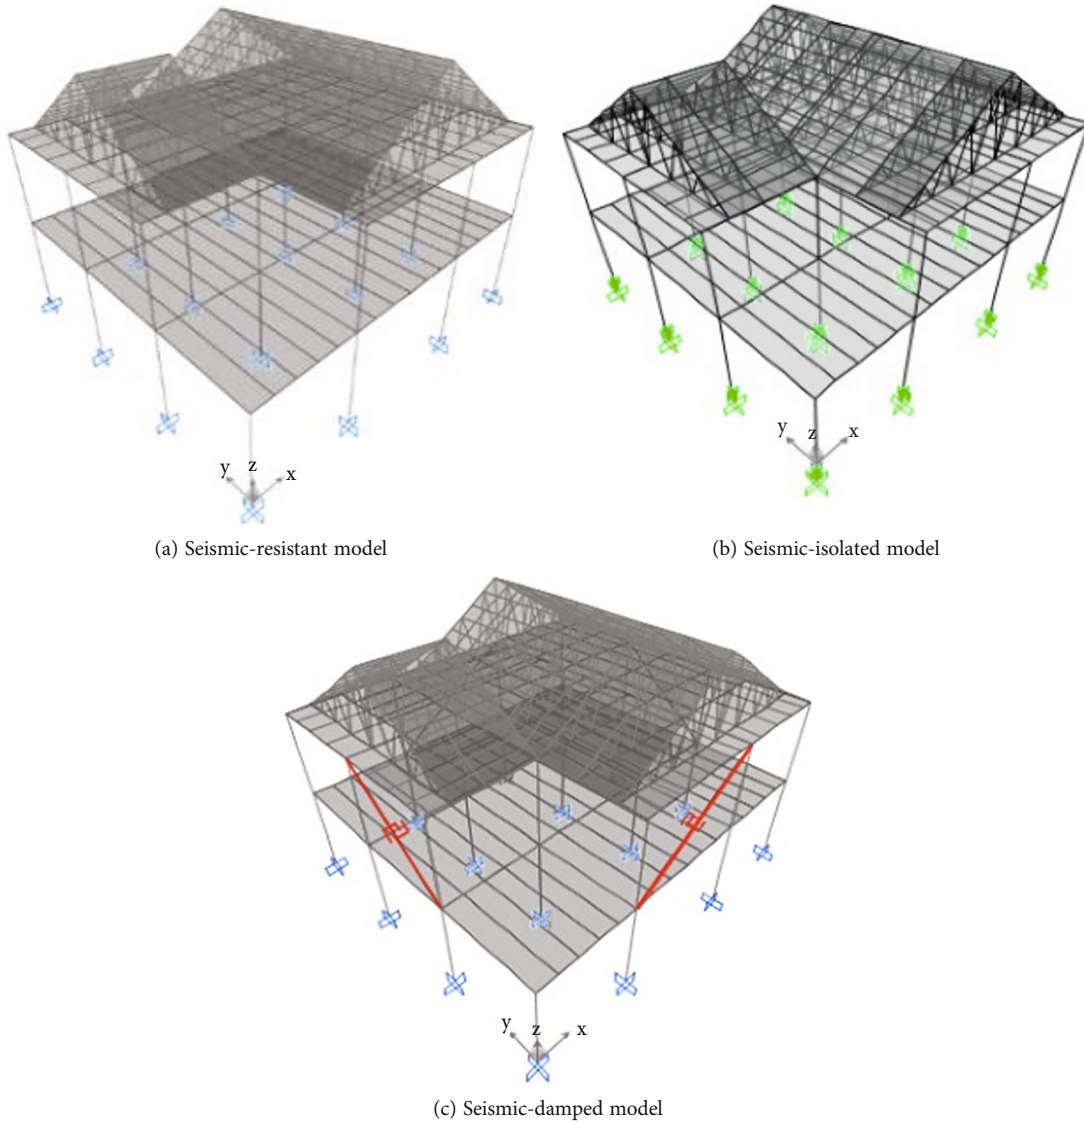 y z x
(a) Seismic-resistant model
y z x
(b) Seismic-isolated model
y z x
(c) Seismic-damped model